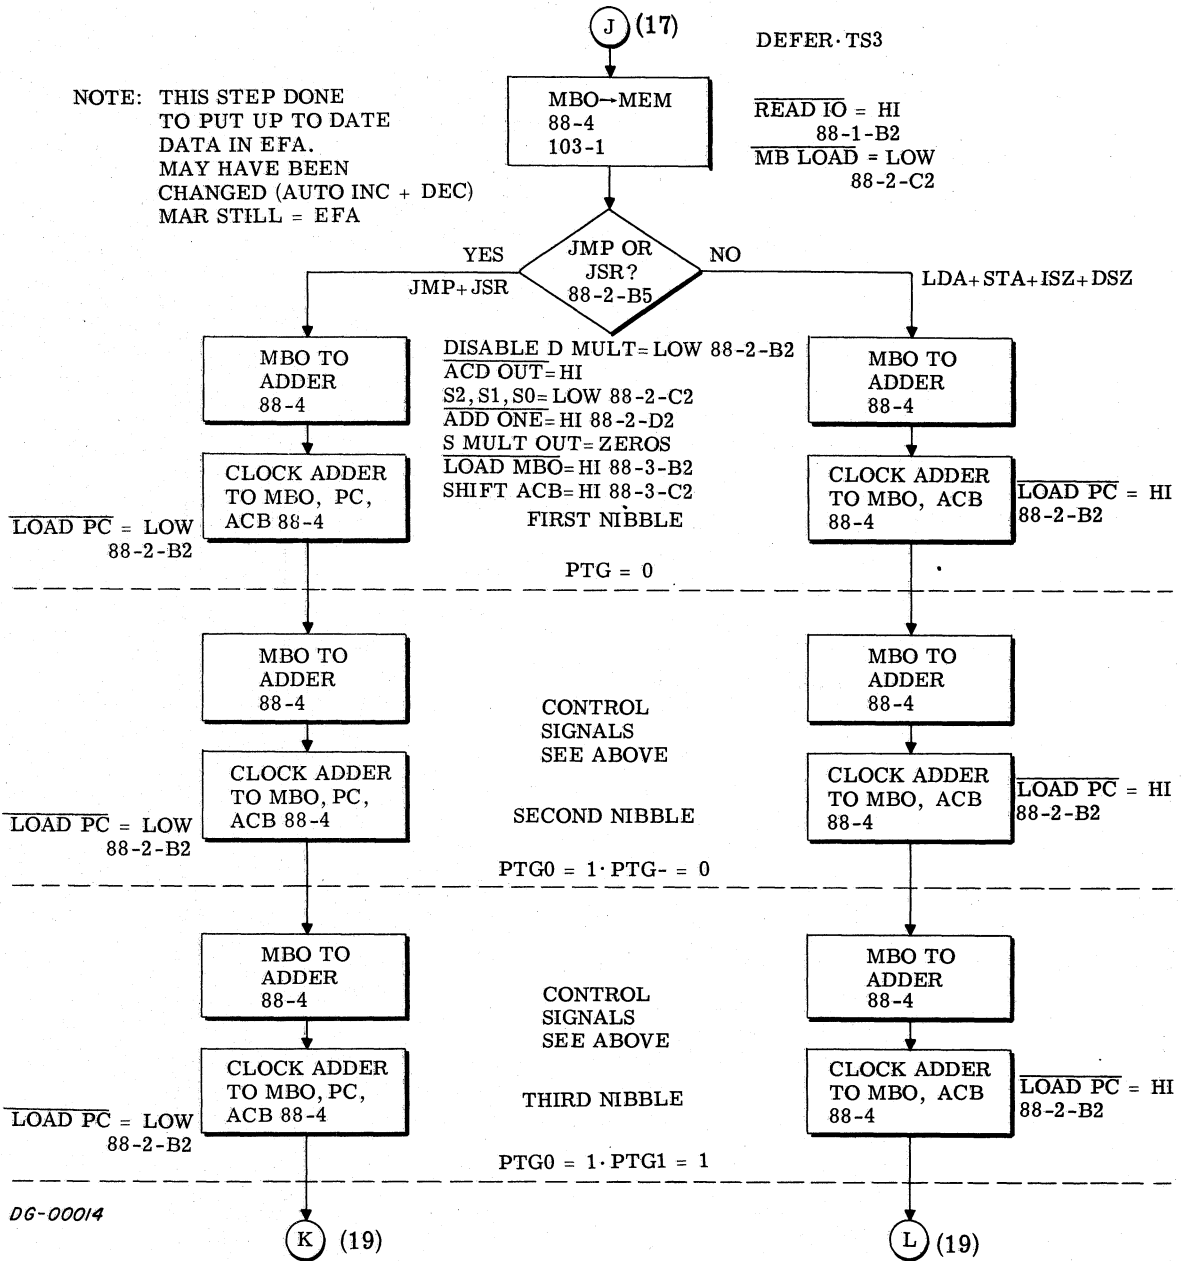 J (17)
DEFER·TS3
NOTE: THIS STEP DONE
TO PUT UP TO DATE
DATA IN EFA.
MAY HAVE BEEN
CHANGED (AUTO INC + DEC)
MAR STILL = EFA
MBO→MEM
88-4
103-1
READ IO = HI
88-1-B2
MB LOAD = LOW
88-2-C2
JMP OR
JSR?
88-2-B5
YES
JMP+JSR
NO
LDA+STA+ISZ+DSZ
MBO TO
ADDER
88-4
DISABLE D MULT=LOW 88-2-B2
ACD OUT=HI
S2, S1, S0=LOW 88-2-C2
ADD ONE=HI 88-2-D2
S MULT OUT=ZEROS
LOAD MBO=HI 88-3-B2
SHIFT ACB=HI 88-3-C2
FIRST NIBBLE
MBO TO
ADDER
88-4
CLOCK ADDER
TO MBO, PC,
ACB 88-4
LOAD PC = LOW
88-2-B2
CLOCK ADDER
TO MBO, ACB
88-4
LOAD PC = HI
88-2-B2
PTG = 0
MBO TO
ADDER
88-4
CONTROL
SIGNALS
SEE ABOVE
MBO TO
ADDER
88-4
CLOCK ADDER
TO MBO, PC,
ACB 88-4
LOAD PC = LOW
88-2-B2
SECOND NIBBLE
CLOCK ADDER
TO MBO, ACB
88-4
LOAD PC = HI
88-2-B2
PTG0 = 1·PTG- = 0
MBO TO
ADDER
88-4
CONTROL
SIGNALS
SEE ABOVE
MBO TO
ADDER
88-4
CLOCK ADDER
TO MBO, PC,
ACB 88-4
LOAD PC = LOW
88-2-B2
THIRD NIBBLE
CLOCK ADDER
TO MBO, ACB
88-4
LOAD PC = HI
88-2-B2
PTG0 = 1·PTG1 = 1
DG-00014
K (19)
L (19)